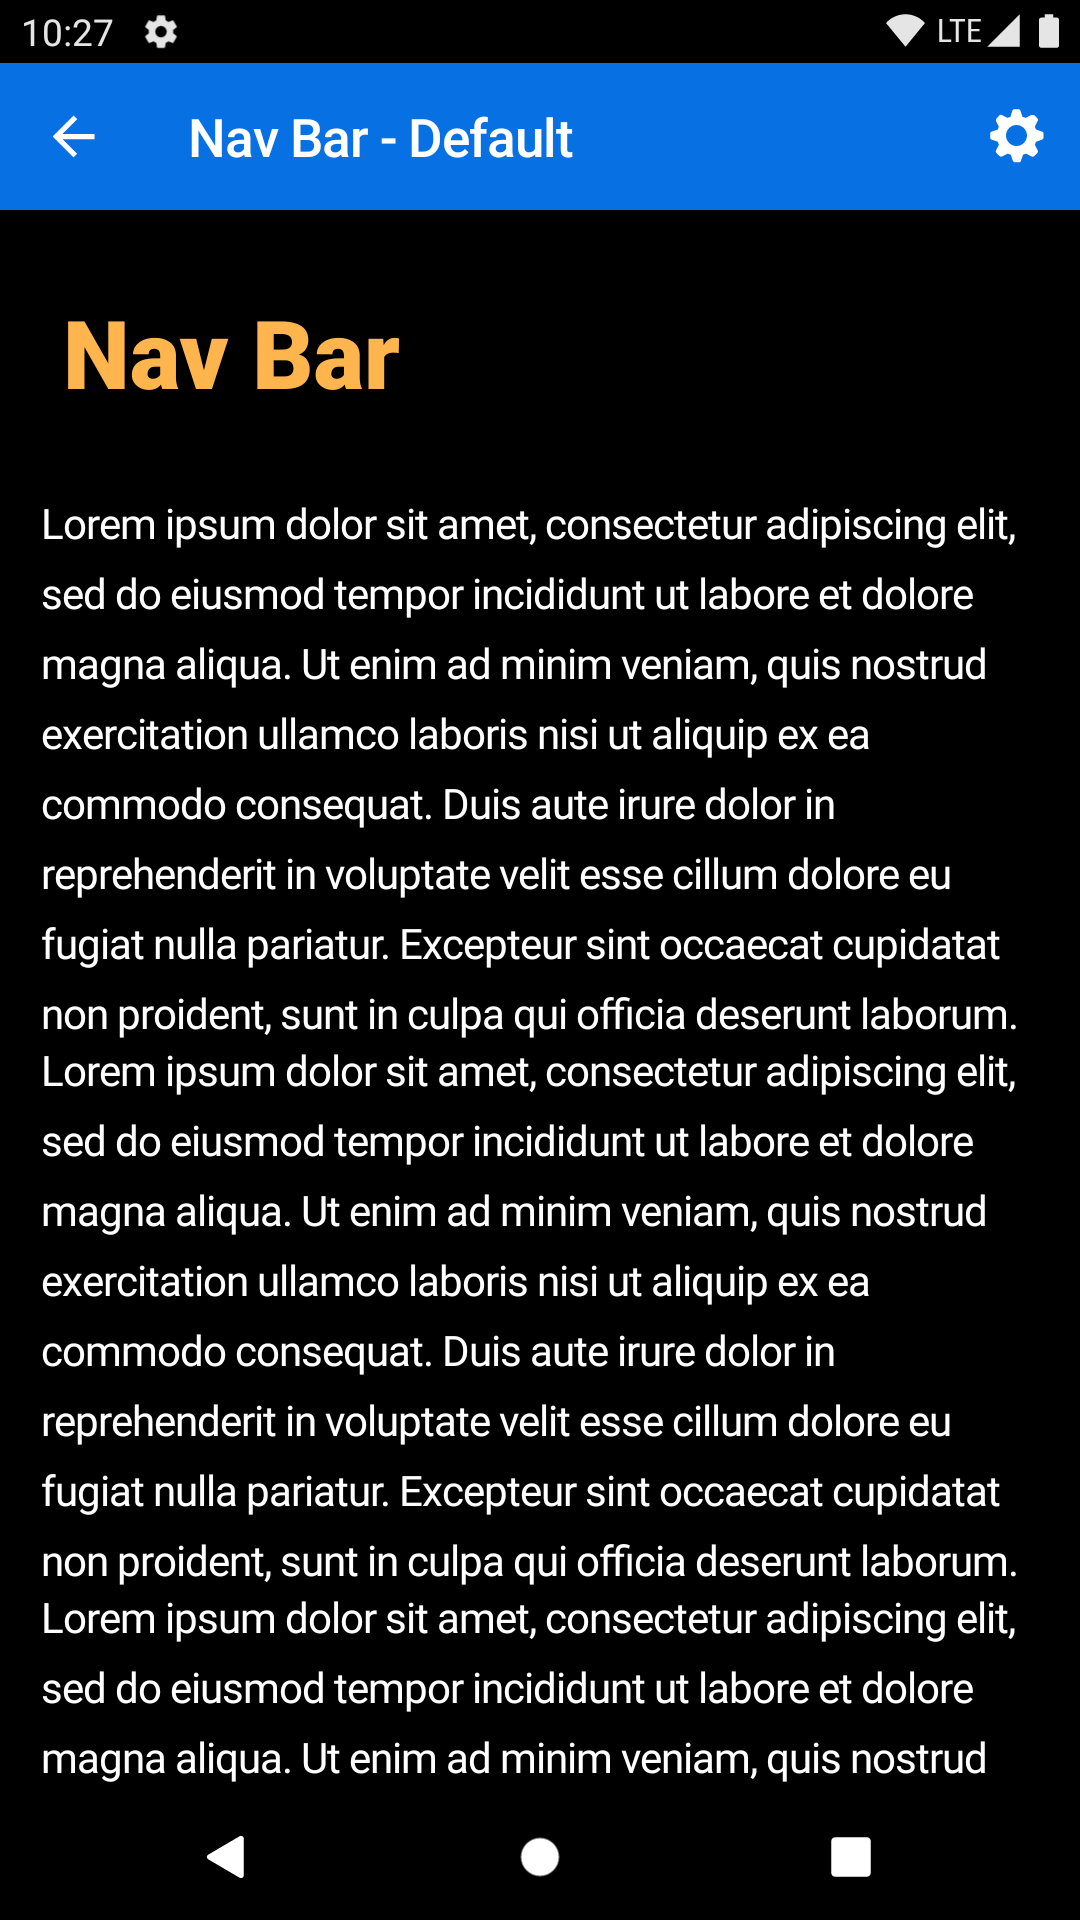 10:27 LTE
Nav Bar - Default
Nav Bar
Lorem ipsum dolor sit amet, consectetur adipiscing elit,
sed do eiusmod tempor incididunt ut labore et dolore
magna aliqua. Ut enim ad minim veniam, quis nostrud
exercitation ullamco laboris nisi ut aliquip ex ea
commodo consequat. Duis aute irure dolor in
reprehenderit in voluptate velit esse cillum dolore eu
fugiat nulla pariatur. Excepteur sint occaecat cupidatat
non proident, sunt in culpa qui officia deserunt laborum.
Lorem ipsum dolor sit amet, consectetur adipiscing elit,
sed do eiusmod tempor incididunt ut labore et dolore
magna aliqua. Ut enim ad minim veniam, quis nostrud
exercitation ullamco laboris nisi ut aliquip ex ea
commodo consequat. Duis aute irure dolor in
reprehenderit in voluptate velit esse cillum dolore eu
fugiat nulla pariatur. Excepteur sint occaecat cupidatat
non proident, sunt in culpa qui officia deserunt laborum.
Lorem ipsum dolor sit amet, consectetur adipiscing elit,
sed do eiusmod tempor incididunt ut labore et dolore
magna aliqua. Ut enim ad minim veniam, quis nostrud